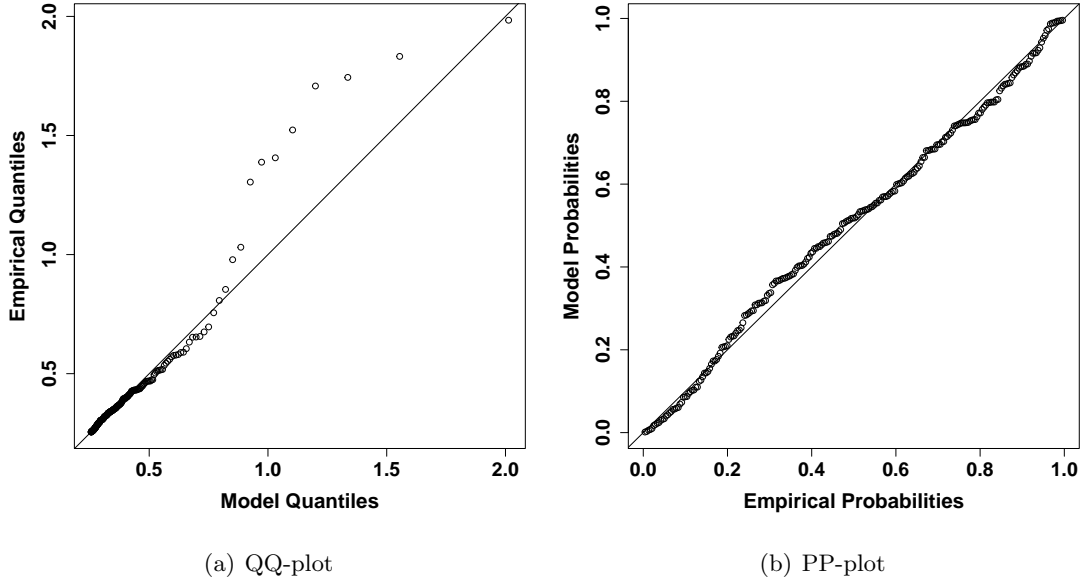 2.0
1.5
1.0
0.5
Empirical Quantiles
0.5 1.0 1.5 2.0
Model Quantiles
(a) QQ-plot
1.0
0.8
0.6
0.4
0.2
0.0
Model Probabilities
0.0 0.2 0.4 0.6 0.8 1.0
Empirical Probabilities
(b) PP-plot